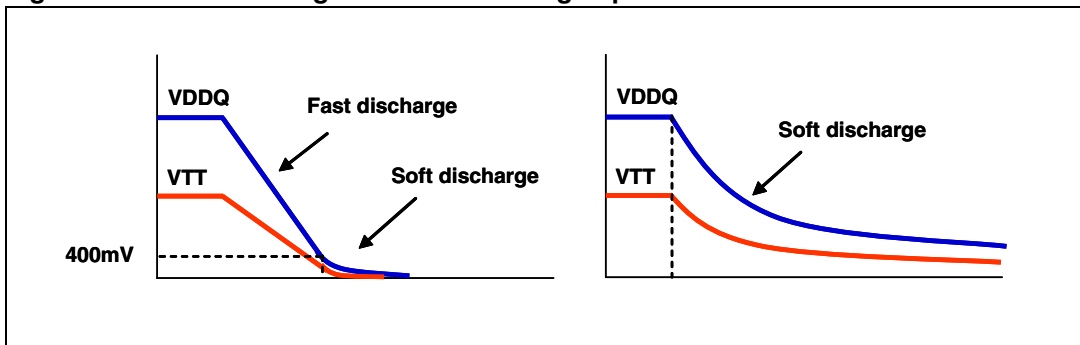 VDDQ
Fast discharge
VTT
Soft discharge
400mV
VDDQ
Soft discharge
VTT